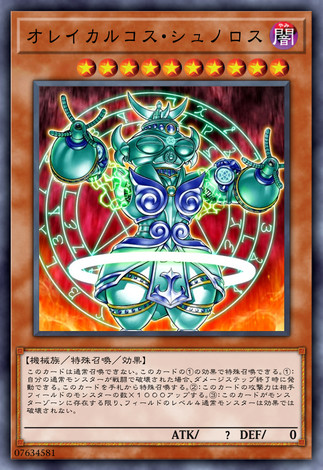 オレイカルコス・シュノロス
闇
やみ
【機械族／特殊召喚／効果】
このカードは通常召喚できない。このカードの①の効果で特殊召喚できる。①：
自分の通常モンスターが戦闘で破壊された場合、ダメージステップ終了時に発
動できる。このカードを手札から特殊召喚する。②：このカードの攻撃力は相手
フィールドのモンスターの数×１０００アップする。③：このカードがモンス
ターゾーンに存在する限り、フィールドのレベル４通常モンスターは効果では
破壊されない。
ATK/ ? DEF/ 0
07634581